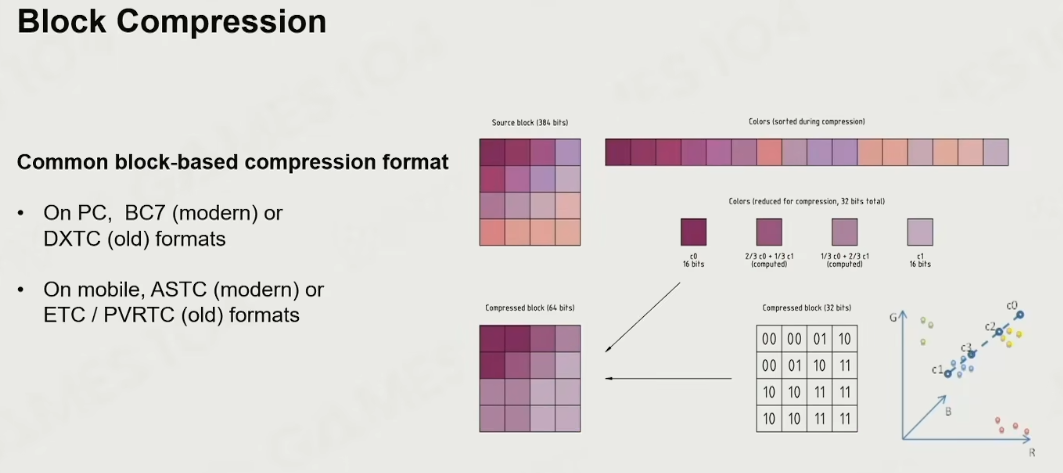 Block Compression
Common block-based compression format
• On PC, BC7 (modern) or
DXTC (old) formats
• On mobile, ASTC (modern) or
ETC / PVRTC (old) formats
Source block (384 bits)
Colors (sorted during compression)
Colors (reduced for compression, 32 bits total)
c0
16 bits
2/3 c0 + 1/3 c1
(computed)
1/3 c0 + 2/3 c1
(computed)
c1
16 bits
Compressed block (64 bits)
Compressed block (32 bits)
00 00 01 10
00 01 10 11
10 10 11 11
10 10 11 11
G
c0
c2
c3
c1
B
R
GAMES104